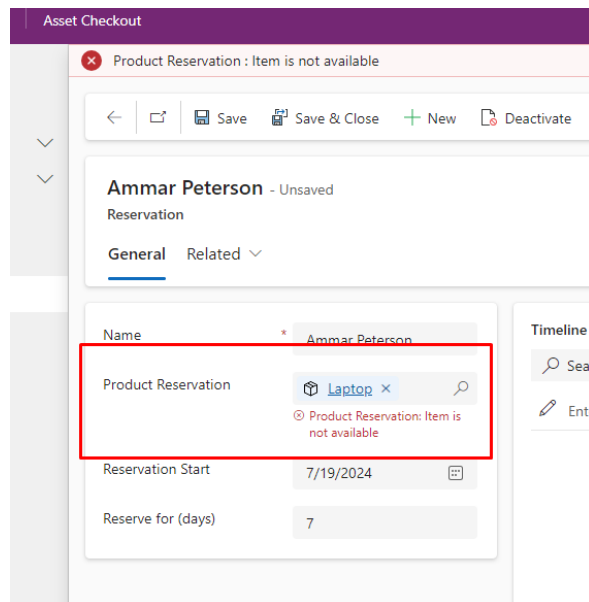 Asset Checkout
Product Reservation : Item is not available
Save
Save & Close
New
Deactivate
Ammar Peterson - Unsaved
Reservation
General
Related
Name *
Ammar Peterson
Product Reservation
Laptop
Product Reservation: Item is
not available
Reservation Start
7/19/2024
Reserve for (days)
7
Timeline
Sea
Ent